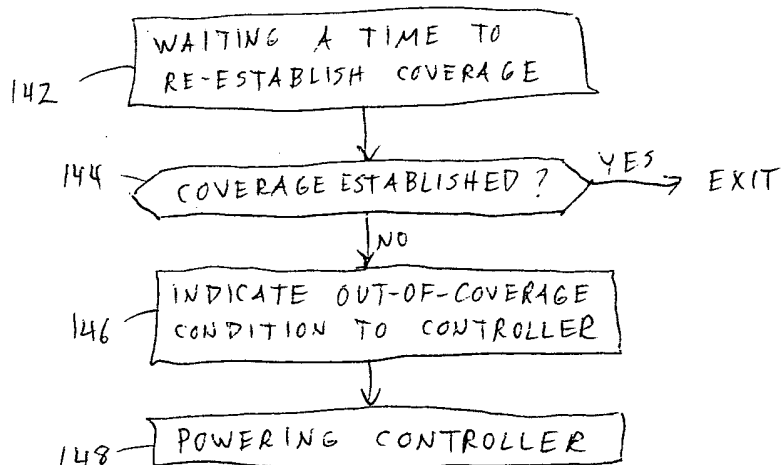 WAITING A TIME TO
RE-ESTABLISH COVERAGE
142
144
COVERAGE ESTABLISHED ?
YES
EXIT
NO
INDICATE OUT-OF-COVERAGE
CONDITION TO CONTROLLER
146
POWERING CONTROLLER
148